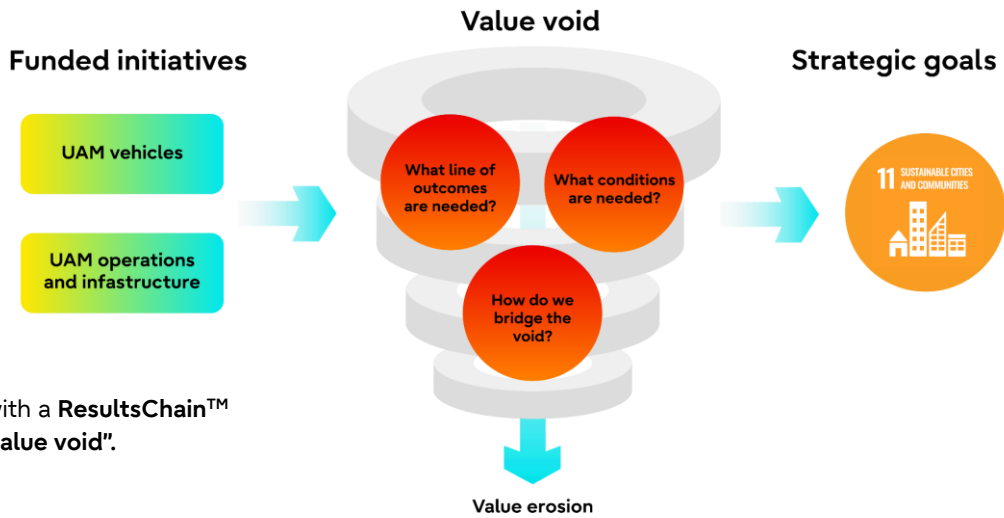 Value void
Funded initiatives
Strategic goals
UAM vehicles
UAM operations
and infastructure
What line of
outcomes
are needed?
What conditions
are needed?
How do we
bridge the
void?
11 SUSTAINABLE CITIES
AND COMMUNITIES
with a ResultsChain™
alue void”.
Value erosion